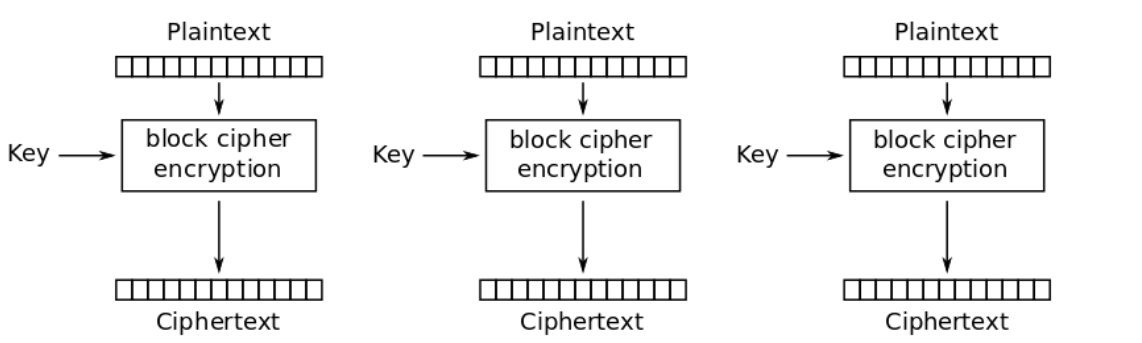 Plaintext
Plaintext
Plaintext
Key
block cipher
encryption
Key
block cipher
encryption
Key
block cipher
encryption
Ciphertext
Ciphertext
Ciphertext